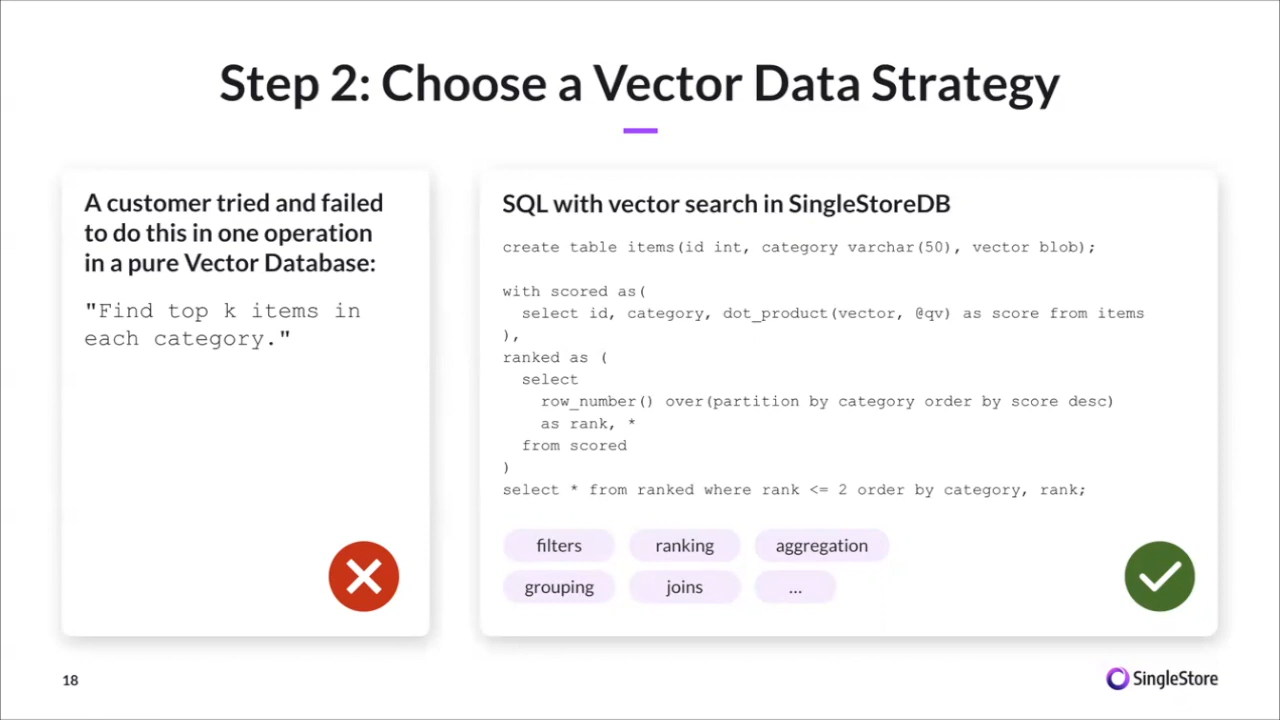 Step 2: Choose a Vector Data Strategy
A customer tried and failed
to do this in one operation
in a pure Vector Database:
"Find top k items in
each category."
SQL with vector search in SingleStoreDB
create table items(id int, category varchar(50), vector blob);
with scored as(
  select id, category, dot_product(vector, @qv) as score from items
),
ranked as (
  select
    row_number() over(partition by category order by score desc)
    as rank, *
  from scored
)
select * from ranked where rank <= 2 order by category, rank;
filters ranking aggregation
grouping joins ...
18
SingleStore